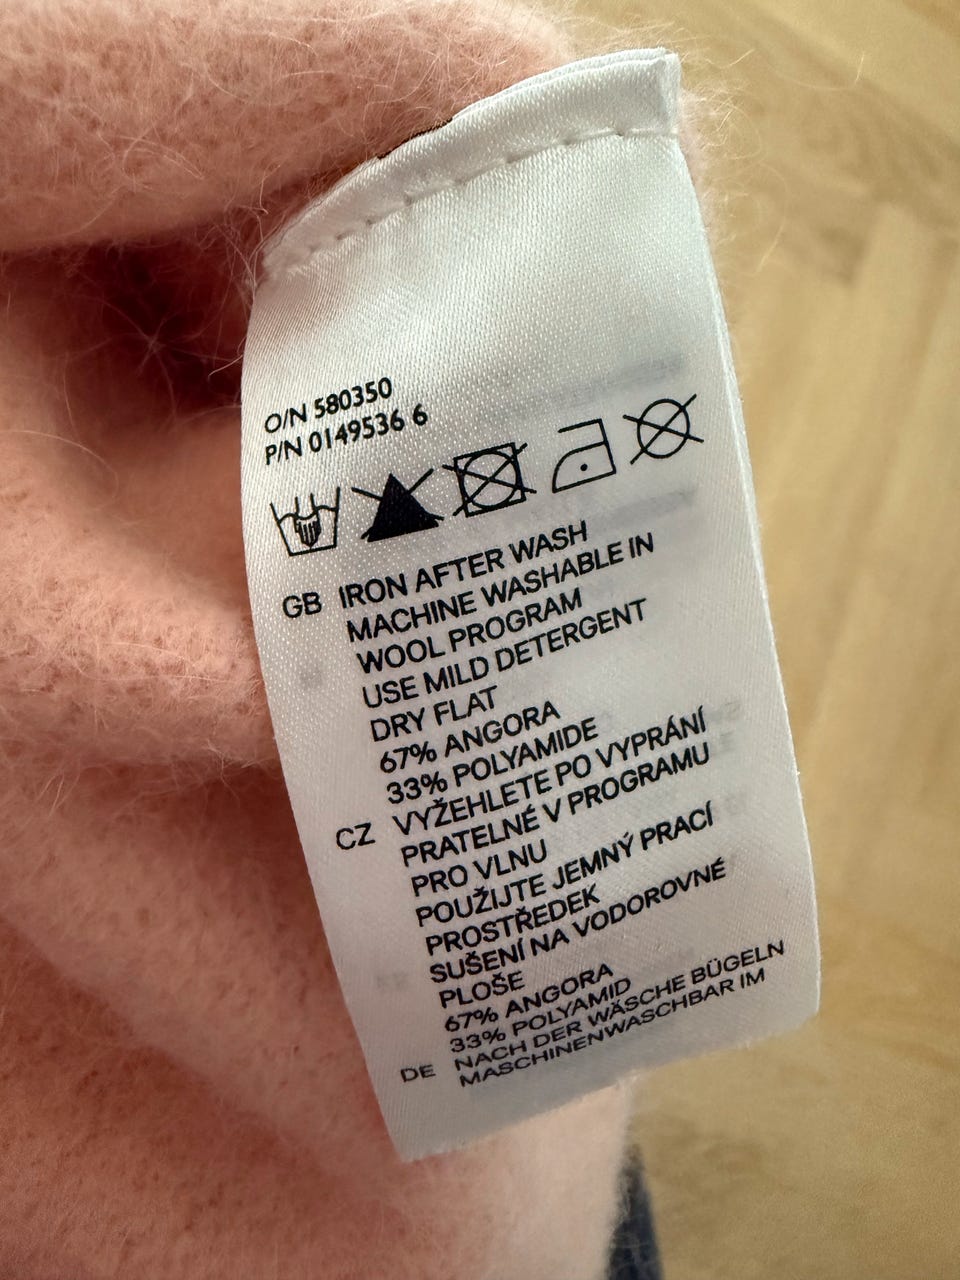 O/N 580350
P/N 0149536 6
GB IRON AFTER WASH
MACHINE WASHABLE IN
WOOL PROGRAM
USE MILD DETERGENT
DRY FLAT
67% ANGORA
33% POLYAMIDE
CZ VYŽEHLETE PO VYPRÁNÍ
PRATELNÉ V PROGRAMU
PRO VLNU
POUŽIJTE JEMNÝ PRACÍ
PROSTŘEDEK
SUŠENÍ NA VODOROVNÉ
PLOŠE
67% ANGORA
33% POLYAMID
DE NACH DER WÄSCHE BÜGELN
MASCHINENWASCHBAR IM